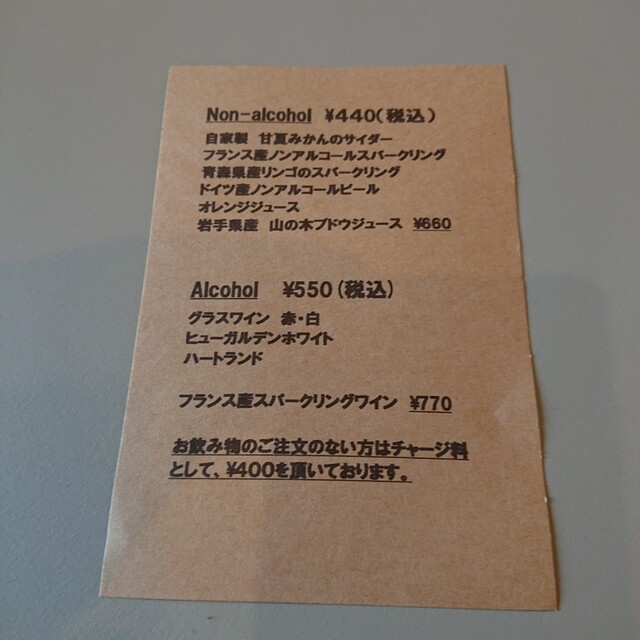 Non-alcohol ¥440(税込)
自家製 甘夏みかんのサイダー
フランス産ノンアルコールスパークリング
青森県産リンゴのスパークリング
ドイツ産ノンアルコールビール
オレンジジュース
岩手県産 山の木ブドウジュース ¥660
Alcohol ¥550(税込)
グラスワイン 赤・白
ヒューガルデンホワイト
ハートランド
フランス産スパークリングワイン ¥770
お飲み物のご注文のない方はチャージ料
として、¥400を頂いております。